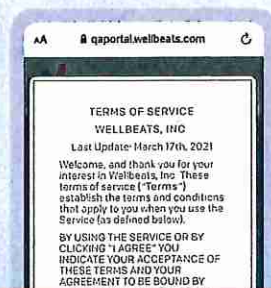 AA qaportal.wellbeats.com
TERMS OF SERVICE
WELLBEATS, INC
Last Update: March 17th, 2021
Welcome, and thank you for your
interest in Wellbeats, Inc. These
terms of service ("Terms")
establish the terms and conditions
that apply to you when you use the
Service (as defined below).
BY USING THE SERVICE OR BY
CLICKING "I AGREE" YOU
INDICATE YOUR ACCEPTANCE OF
THESE TERMS AND YOUR
AGREEMENT TO BE BOUND BY